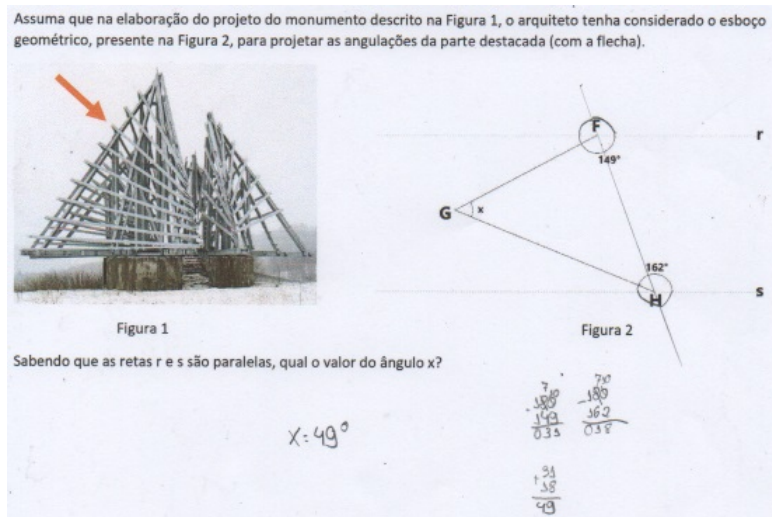 Assuma que na elaboração do projeto do monumento descrito na Figura 1, o arquiteto tenha considerado o esboço
geométrico, presente na Figura 2, para projetar as angulações da parte destacada (com a flecha).
F
r
149°
G
x
162°
H
s
Figura 1
Figura 2
Sabendo que as retas r e s são paralelas, qual o valor do ângulo x?
x = 49°
180
149
031
180
162
018
+ 31
18
49